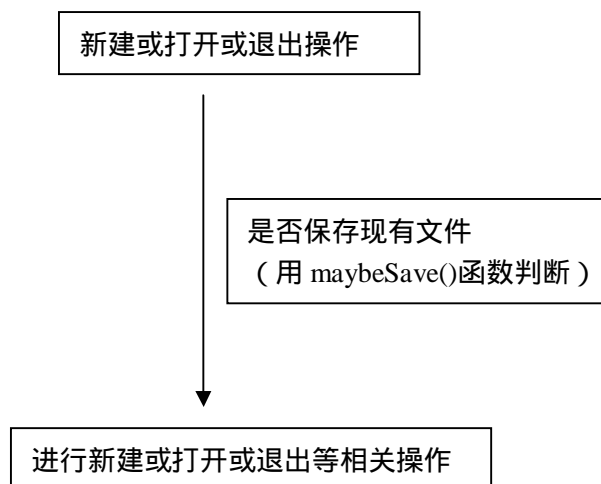 新建或打开或退出操作
是否保存现有文件
（用 maybeSave()函数判断）
进行新建或打开或退出等相关操作